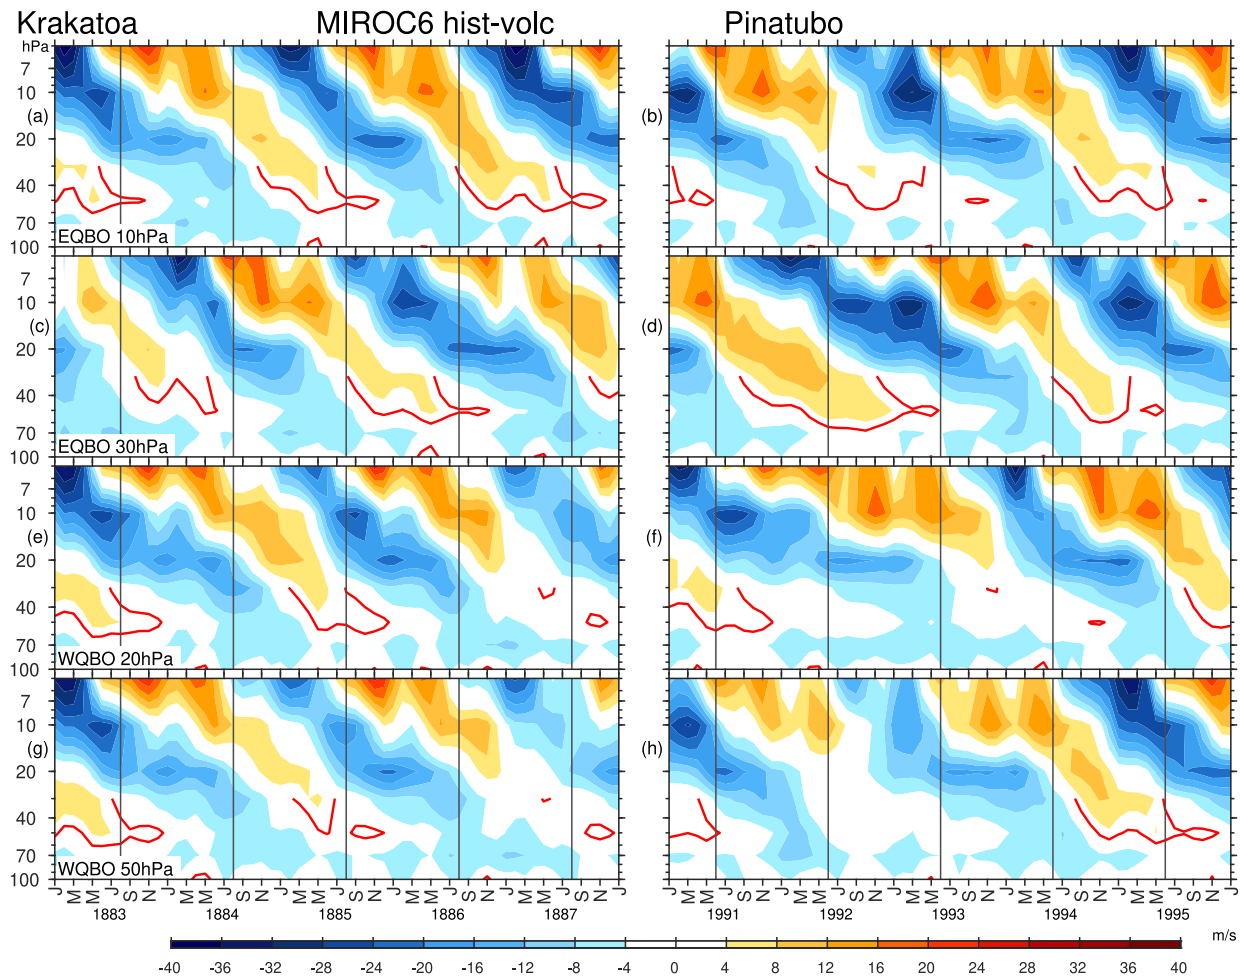 Krakatoa MIROC6 hist-volc Pinatubo
hPa
7
10
(a) (b)
20
40
70
100 EQBO 10hPa
7
10
(c) (d)
20
40
70
100 EQBO 30hPa
7
10
(e) (f)
20
40
70
100 WQBO 20hPa
7
10
(g) (h)
20
40
70
100 WQBO 50hPa
J M M S N J M M S N J M M S N J M M S N J M M S N J J M M S N J M M S N J M M S N J M M S N J M M S N J
1883 1884 1885 1886 1887 1991 1992 1993 1994 1995
m/s
-40 -36 -32 -28 -24 -20 -16 -12 -8 -4 0 4 8 12 16 20 24 28 32 36 40